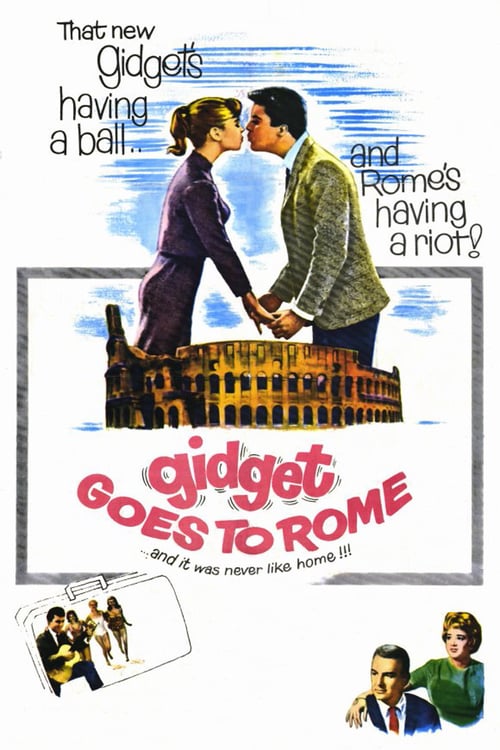 That new
gidget's
having
a ball..
and
Rome's
having
a riot!
gidget
GOES TO ROME
...and it was never like home!!!